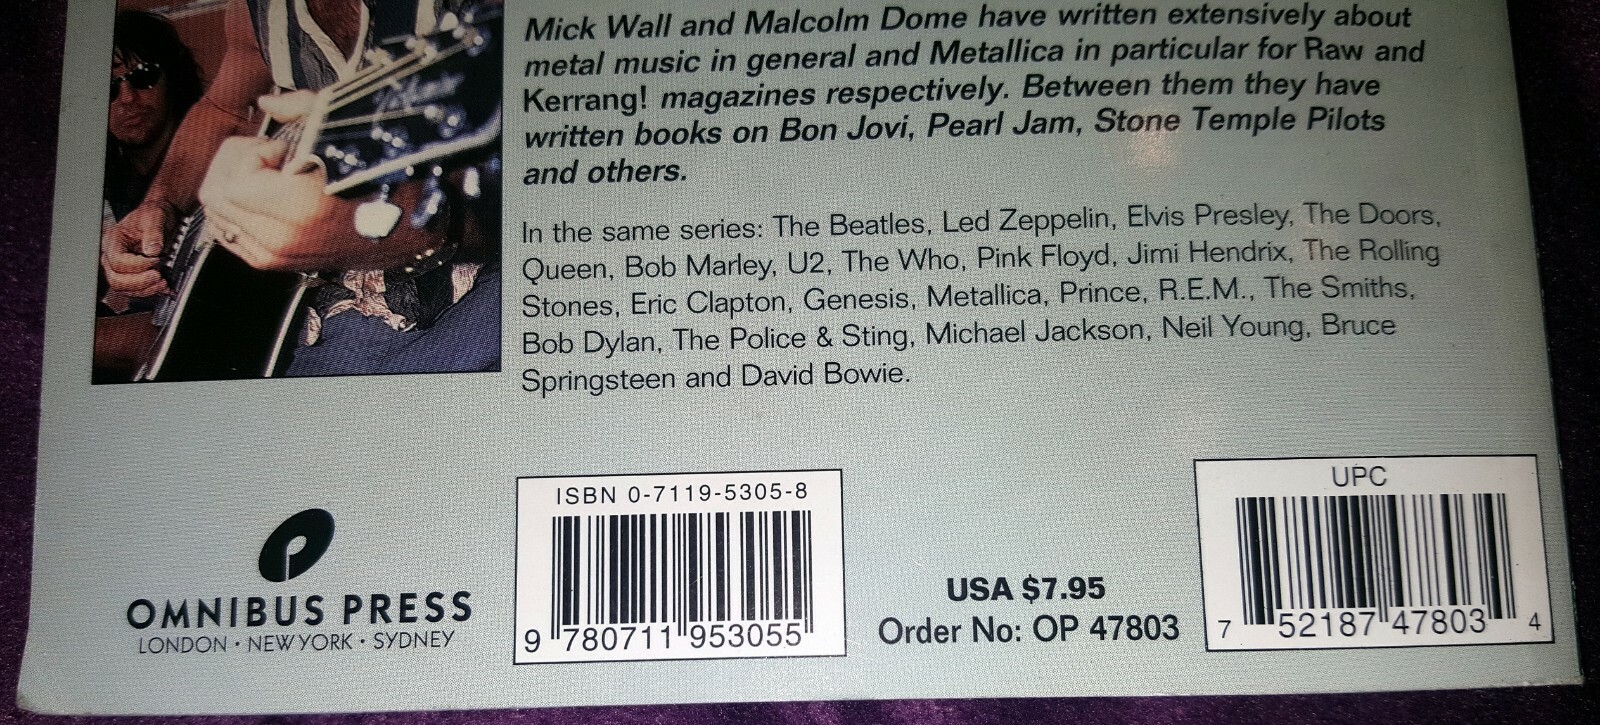 Mick Wall and Malcolm Dome have written extensively about
metal music in general and Metallica in particular for Raw and
Kerrang! magazines respectively. Between them they have
written books on Bon Jovi, Pearl Jam, Stone Temple Pilots
and others.
In the same series: The Beatles, Led Zeppelin, Elvis Presley, The Doors,
Queen, Bob Marley, U2, The Who, Pink Floyd, Jimi Hendrix, The Rolling
Stones, Eric Clapton, Genesis, Metallica, Prince, R.E.M., The Smiths,
Bob Dylan, The Police & Sting, Michael Jackson, Neil Young, Bruce
Springsteen and David Bowie.
OMNIBUS PRESS
LONDON · NEW YORK · SYDNEY
ISBN 0-7119-5305-8
9 780711 953055
USA $7.95
Order No: OP 47803
UPC
7 52187 47803 4